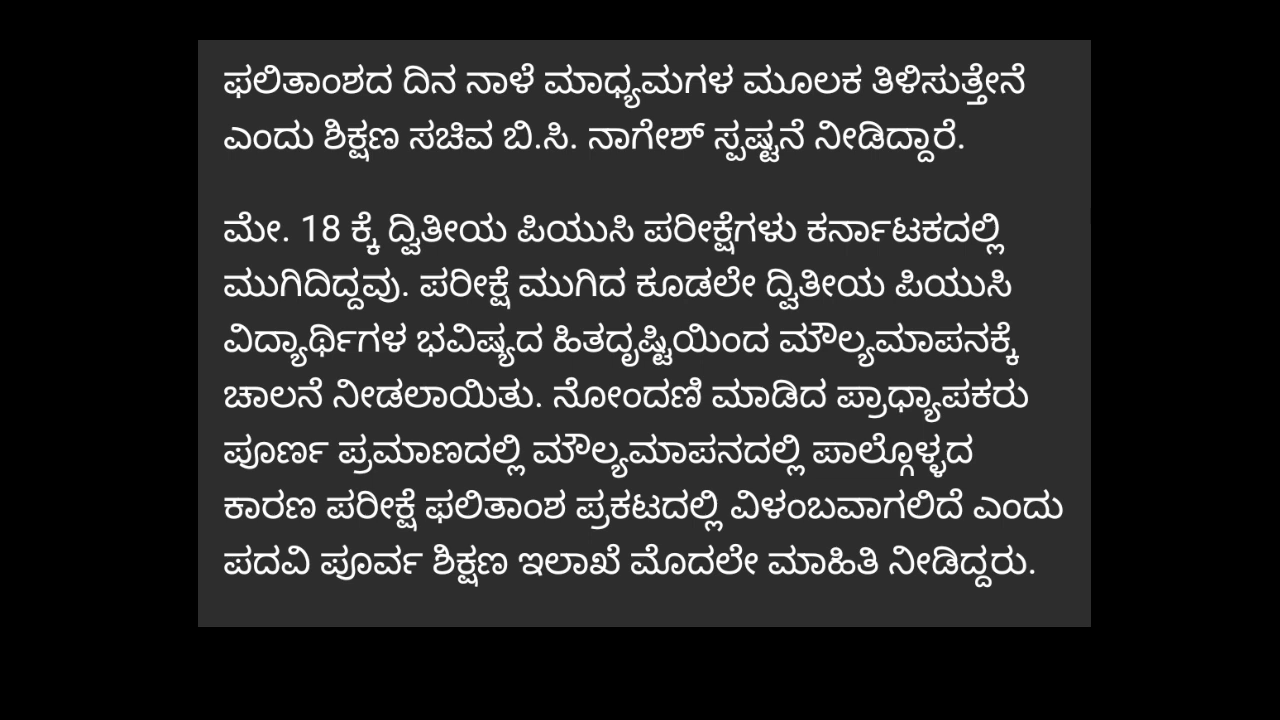 ಫಲಿತಾಂಶದ ದಿನ ನಾಳೆ ಮಾಧ್ಯಮಗಳ ಮೂಲಕ ತಿಳಿಸುತ್ತೇನೆ
ಎಂದು ಶಿಕ್ಷಣ ಸಚಿವ ಬಿ.ಸಿ. ನಾಗೇಶ್ ಸ್ಪಷ್ಟನೆ ನೀಡಿದ್ದಾರೆ.
ಮೇ. 18 ಕ್ಕೆ ದ್ವಿತೀಯ ಪಿಯುಸಿ ಪರೀಕ್ಷೆಗಳು ಕರ್ನಾಟಕದಲ್ಲಿ
ಮುಗಿದಿದ್ದವು. ಪರೀಕ್ಷೆ ಮುಗಿದ ಕೂಡಲೇ ದ್ವಿತೀಯ ಪಿಯುಸಿ
ವಿದ್ಯಾರ್ಥಿಗಳ ಭವಿಷ್ಯದ ಹಿತದೃಷ್ಟಿಯಿಂದ ಮೌಲ್ಯಮಾಪನಕ್ಕೆ
ಚಾಲನೆ ನೀಡಲಾಯಿತು. ನೋಂದಣಿ ಮಾಡಿದ ಪ್ರಾಧ್ಯಾಪಕರು
ಪೂರ್ಣ ಪ್ರಮಾಣದಲ್ಲಿ ಮೌಲ್ಯಮಾಪನದಲ್ಲಿ ಪಾಲ್ಗೊಳ್ಳದ
ಕಾರಣ ಪರೀಕ್ಷೆ ಫಲಿತಾಂಶ ಪ್ರಕಟದಲ್ಲಿ ವಿಳಂಬವಾಗಲಿದೆ ಎಂದು
ಪದವಿ ಪೂರ್ವ ಶಿಕ್ಷಣ ಇಲಾಖೆ ಮೊದಲೇ ಮಾಹಿತಿ ನೀಡಿದ್ದರು.